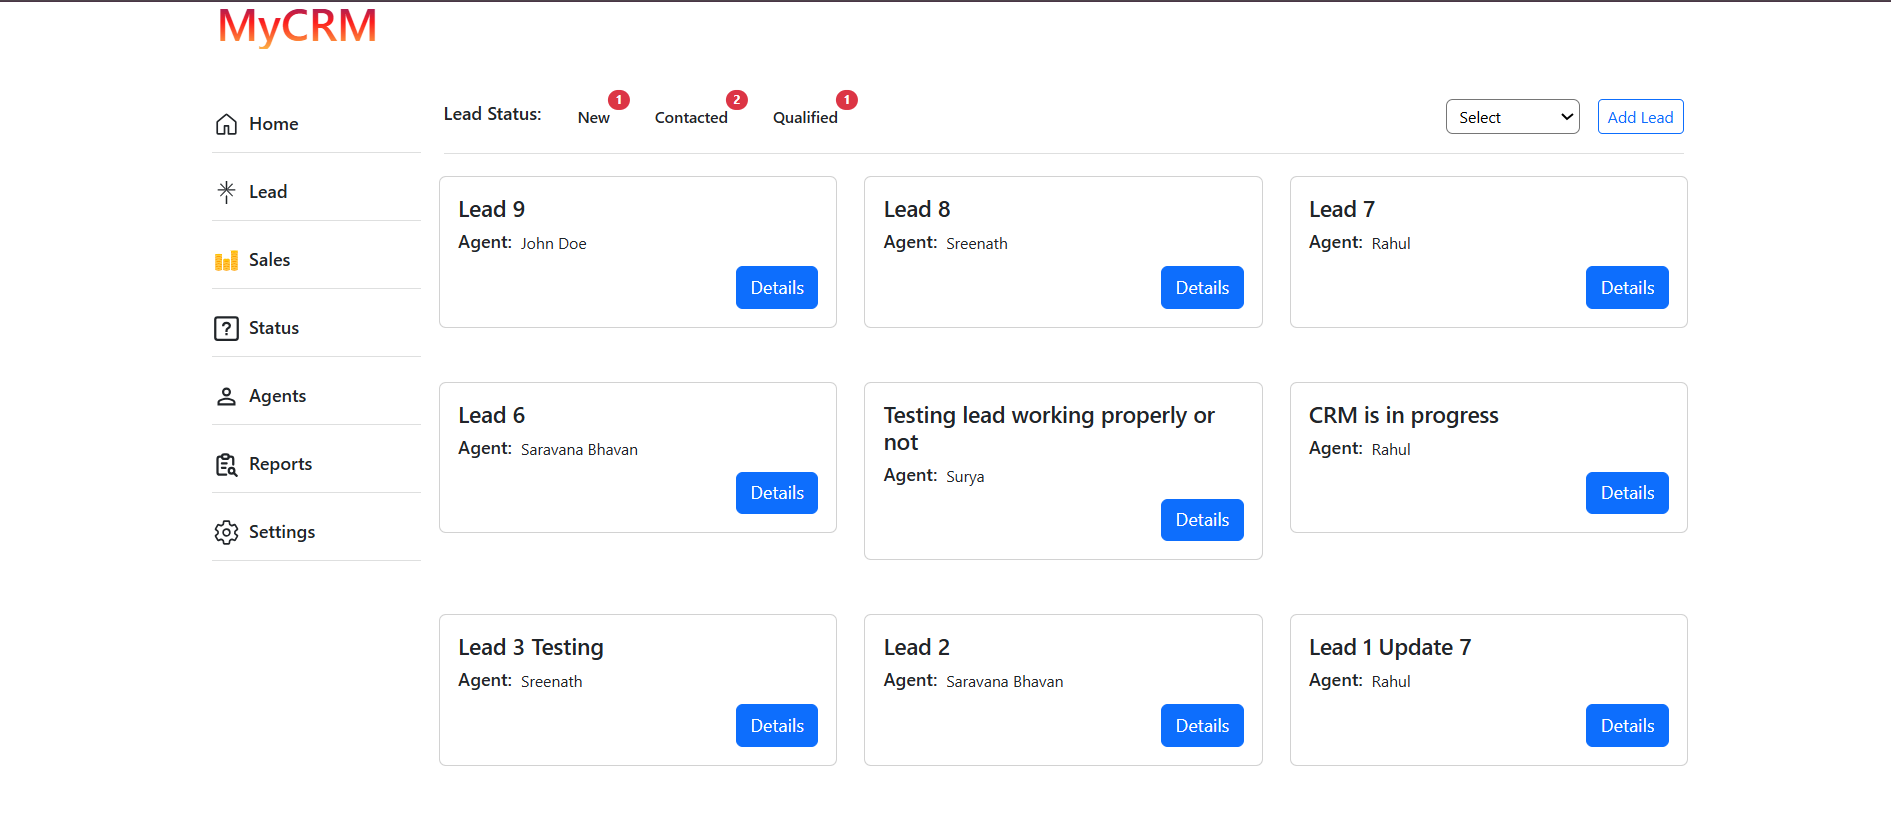 MyCRM
Home
Lead
Sales
Status
Agents
Reports
Settings
Lead Status:
New 1
Contacted 2
Qualified 1
Select
Add Lead
Lead 9
Agent: John Doe
Details
Lead 8
Agent: Sreenath
Details
Lead 7
Agent: Rahul
Details
Lead 6
Agent: Saravana Bhavan
Details
Testing lead working properly or
not
Agent: Surya
Details
CRM is in progress
Agent: Rahul
Details
Lead 3 Testing
Agent: Sreenath
Details
Lead 2
Agent: Saravana Bhavan
Details
Lead 1 Update 7
Agent: Rahul
Details